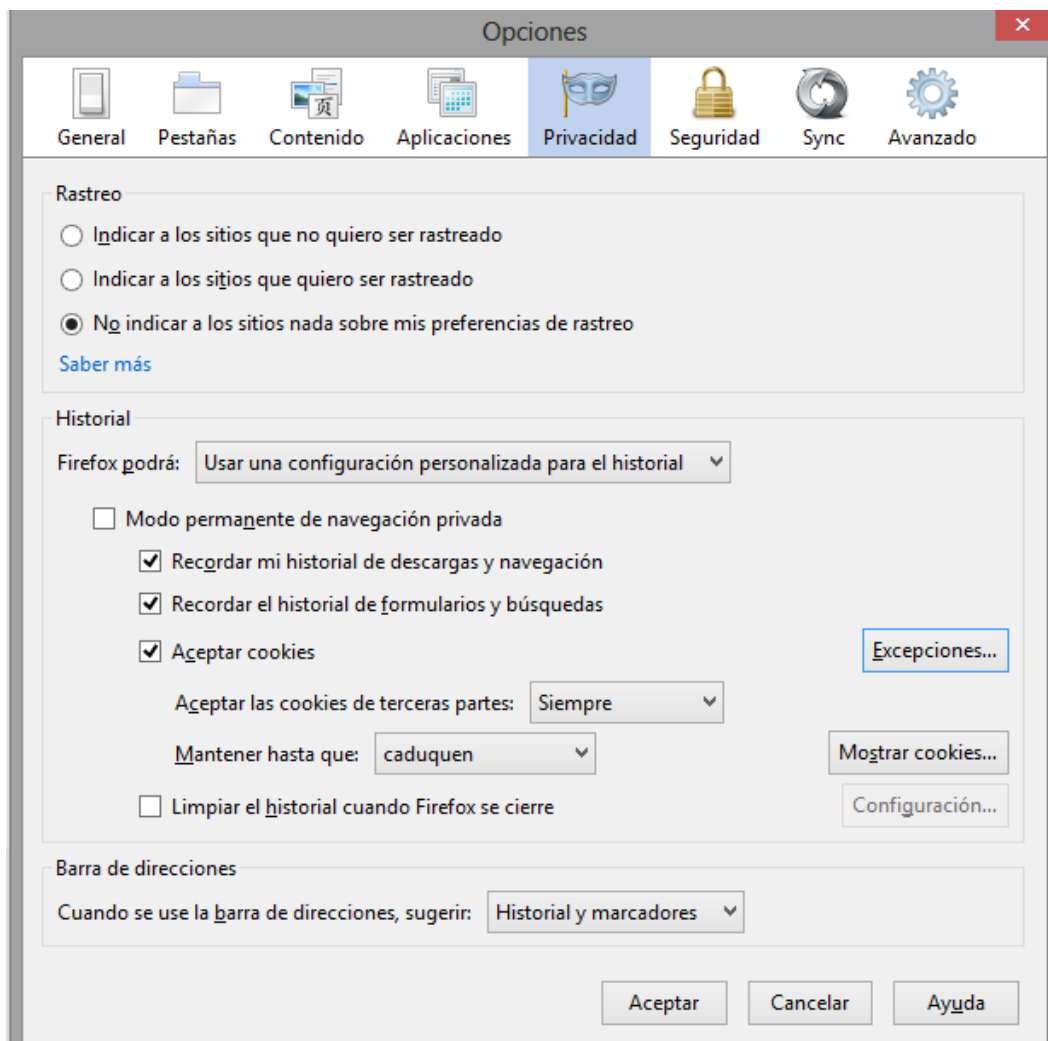 Opciones
General Pestañas Contenido Aplicaciones Privacidad Seguridad Sync Avanzado
Rastreo
Indicar a los sitios que no quiero ser rastreado
Indicar a los sitios que quiero ser rastreado
No indicar a los sitios nada sobre mis preferencias de rastreo
Saber más
Historial
Firefox podrá: Usar una configuración personalizada para el historial
Modo permanente de navegación privada
Recordar mi historial de descargas y navegación
Recordar el historial de formularios y búsquedas
Aceptar cookies Excepciones...
Aceptar las cookies de terceras partes: Siempre
Mantener hasta que: caduquen Mostrar cookies...
Limpiar el historial cuando Firefox se cierre Configuración...
Barra de direcciones
Cuando se use la barra de direcciones, sugerir: Historial y marcadores
Aceptar Cancelar Ayuda